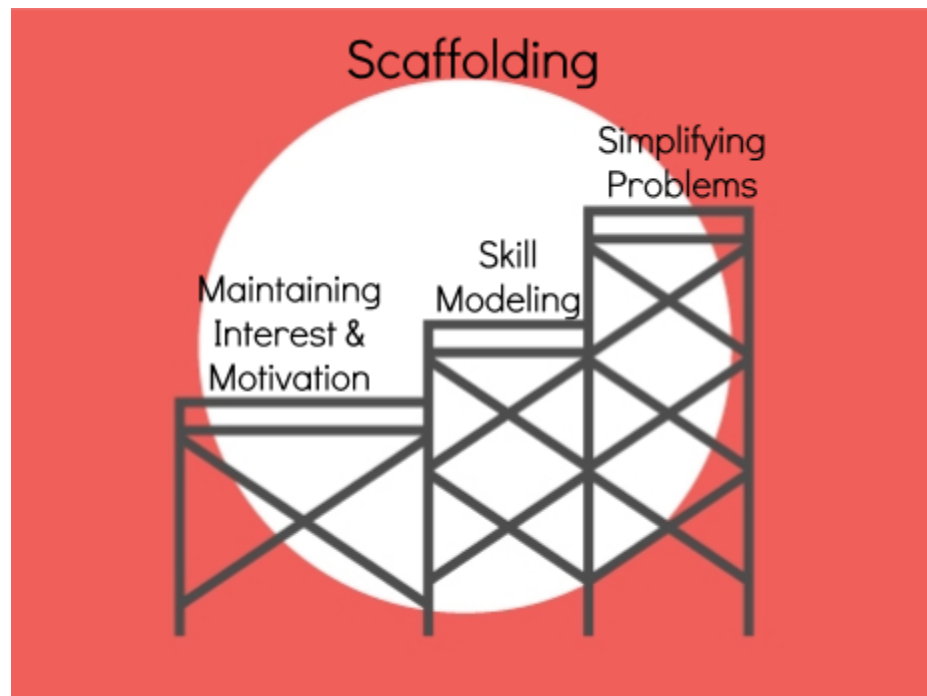 Scaffolding
Maintaining
Interest &
Motivation
Skill
Modeling
Simplifying
Problems